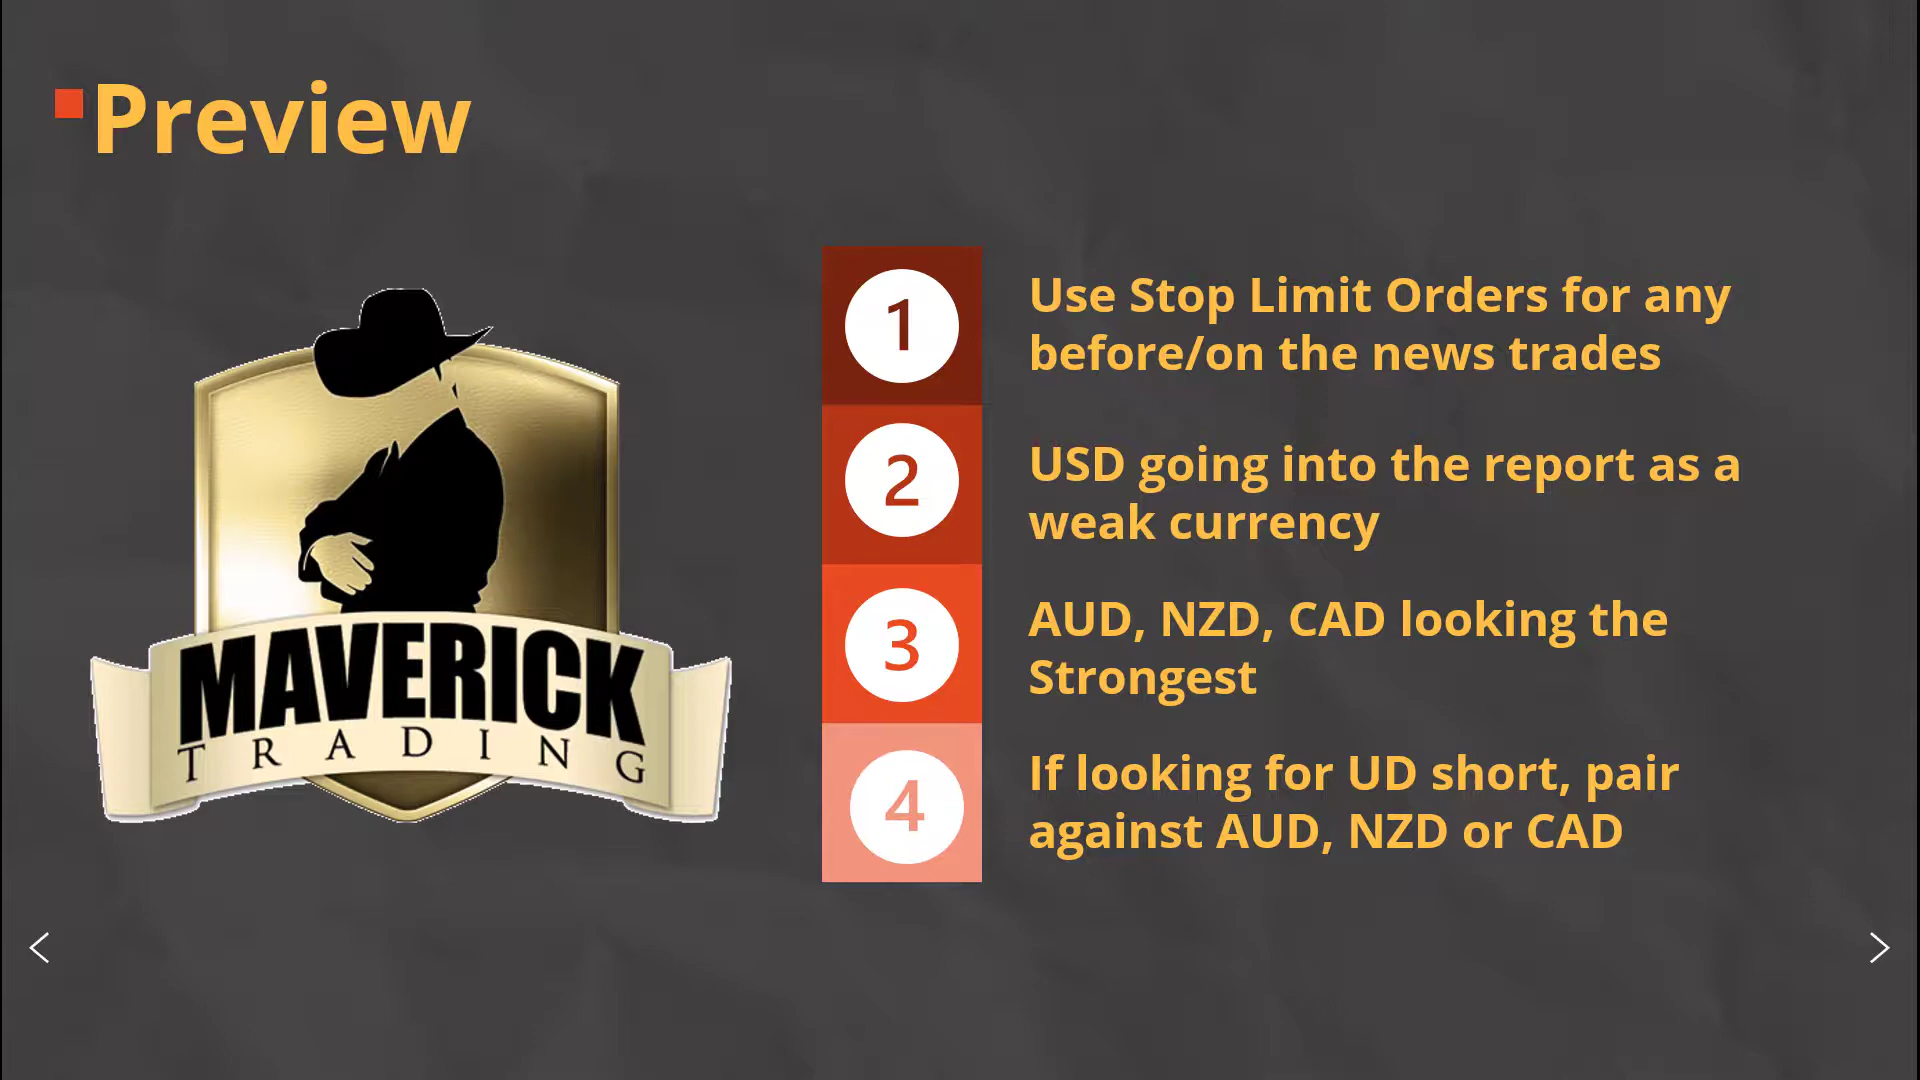 Preview
MAVERICK
TRADING
1
Use Stop Limit Orders for any
before/on the news trades
2
USD going into the report as a
weak currency
3
AUD, NZD, CAD looking the
Strongest
4
If looking for UD short, pair
against AUD, NZD or CAD